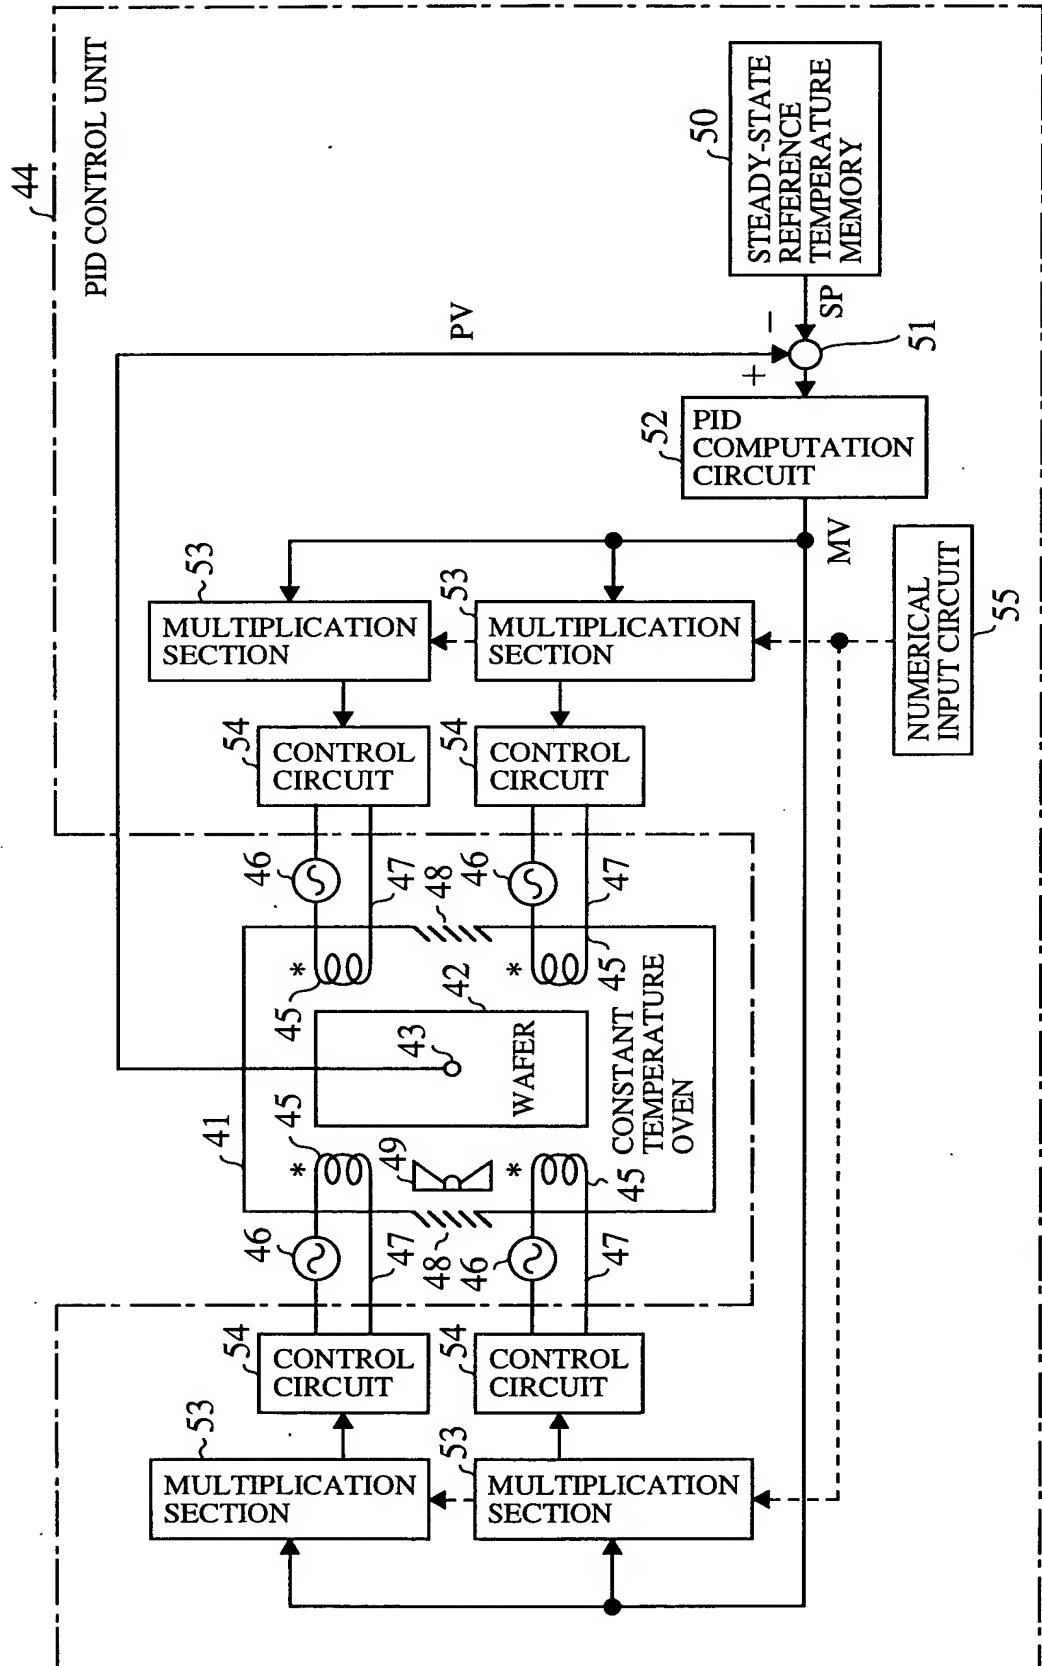 44
PID CONTROL UNIT
50
STEADY-STATE
REFERENCE
TEMPERATURE
MEMORY
SP
PV
−
+
51
52
PID
COMPUTATION
CIRCUIT
MV
NUMERICAL
INPUT CIRCUIT
55
53
MULTIPLICATION
SECTION
53
MULTIPLICATION
SECTION
54
CONTROL
CIRCUIT
54
CONTROL
CIRCUIT
46
47
48
46
47
*
45
*
45
42
43
WAFER
CONSTANT
TEMPERATURE
OVEN
41
45
*
49
*
45
46
47
48
46
47
54
CONTROL
CIRCUIT
54
CONTROL
CIRCUIT
53
MULTIPLICATION
SECTION
53
MULTIPLICATION
SECTION